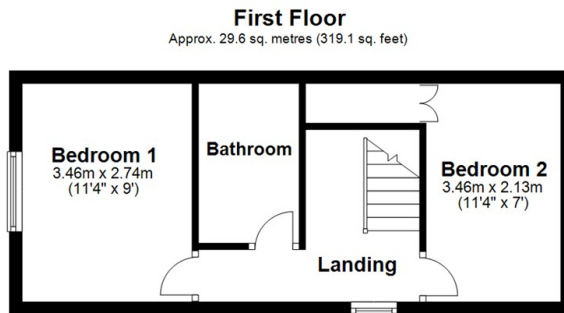 First Floor
Approx. 29.6 sq. metres (319.1 sq. feet)
Bedroom 1
3.46m x 2.74m
(11'4" x 9')
Bathroom
Bedroom 2
3.46m x 2.13m
(11'4" x 7')
Landing